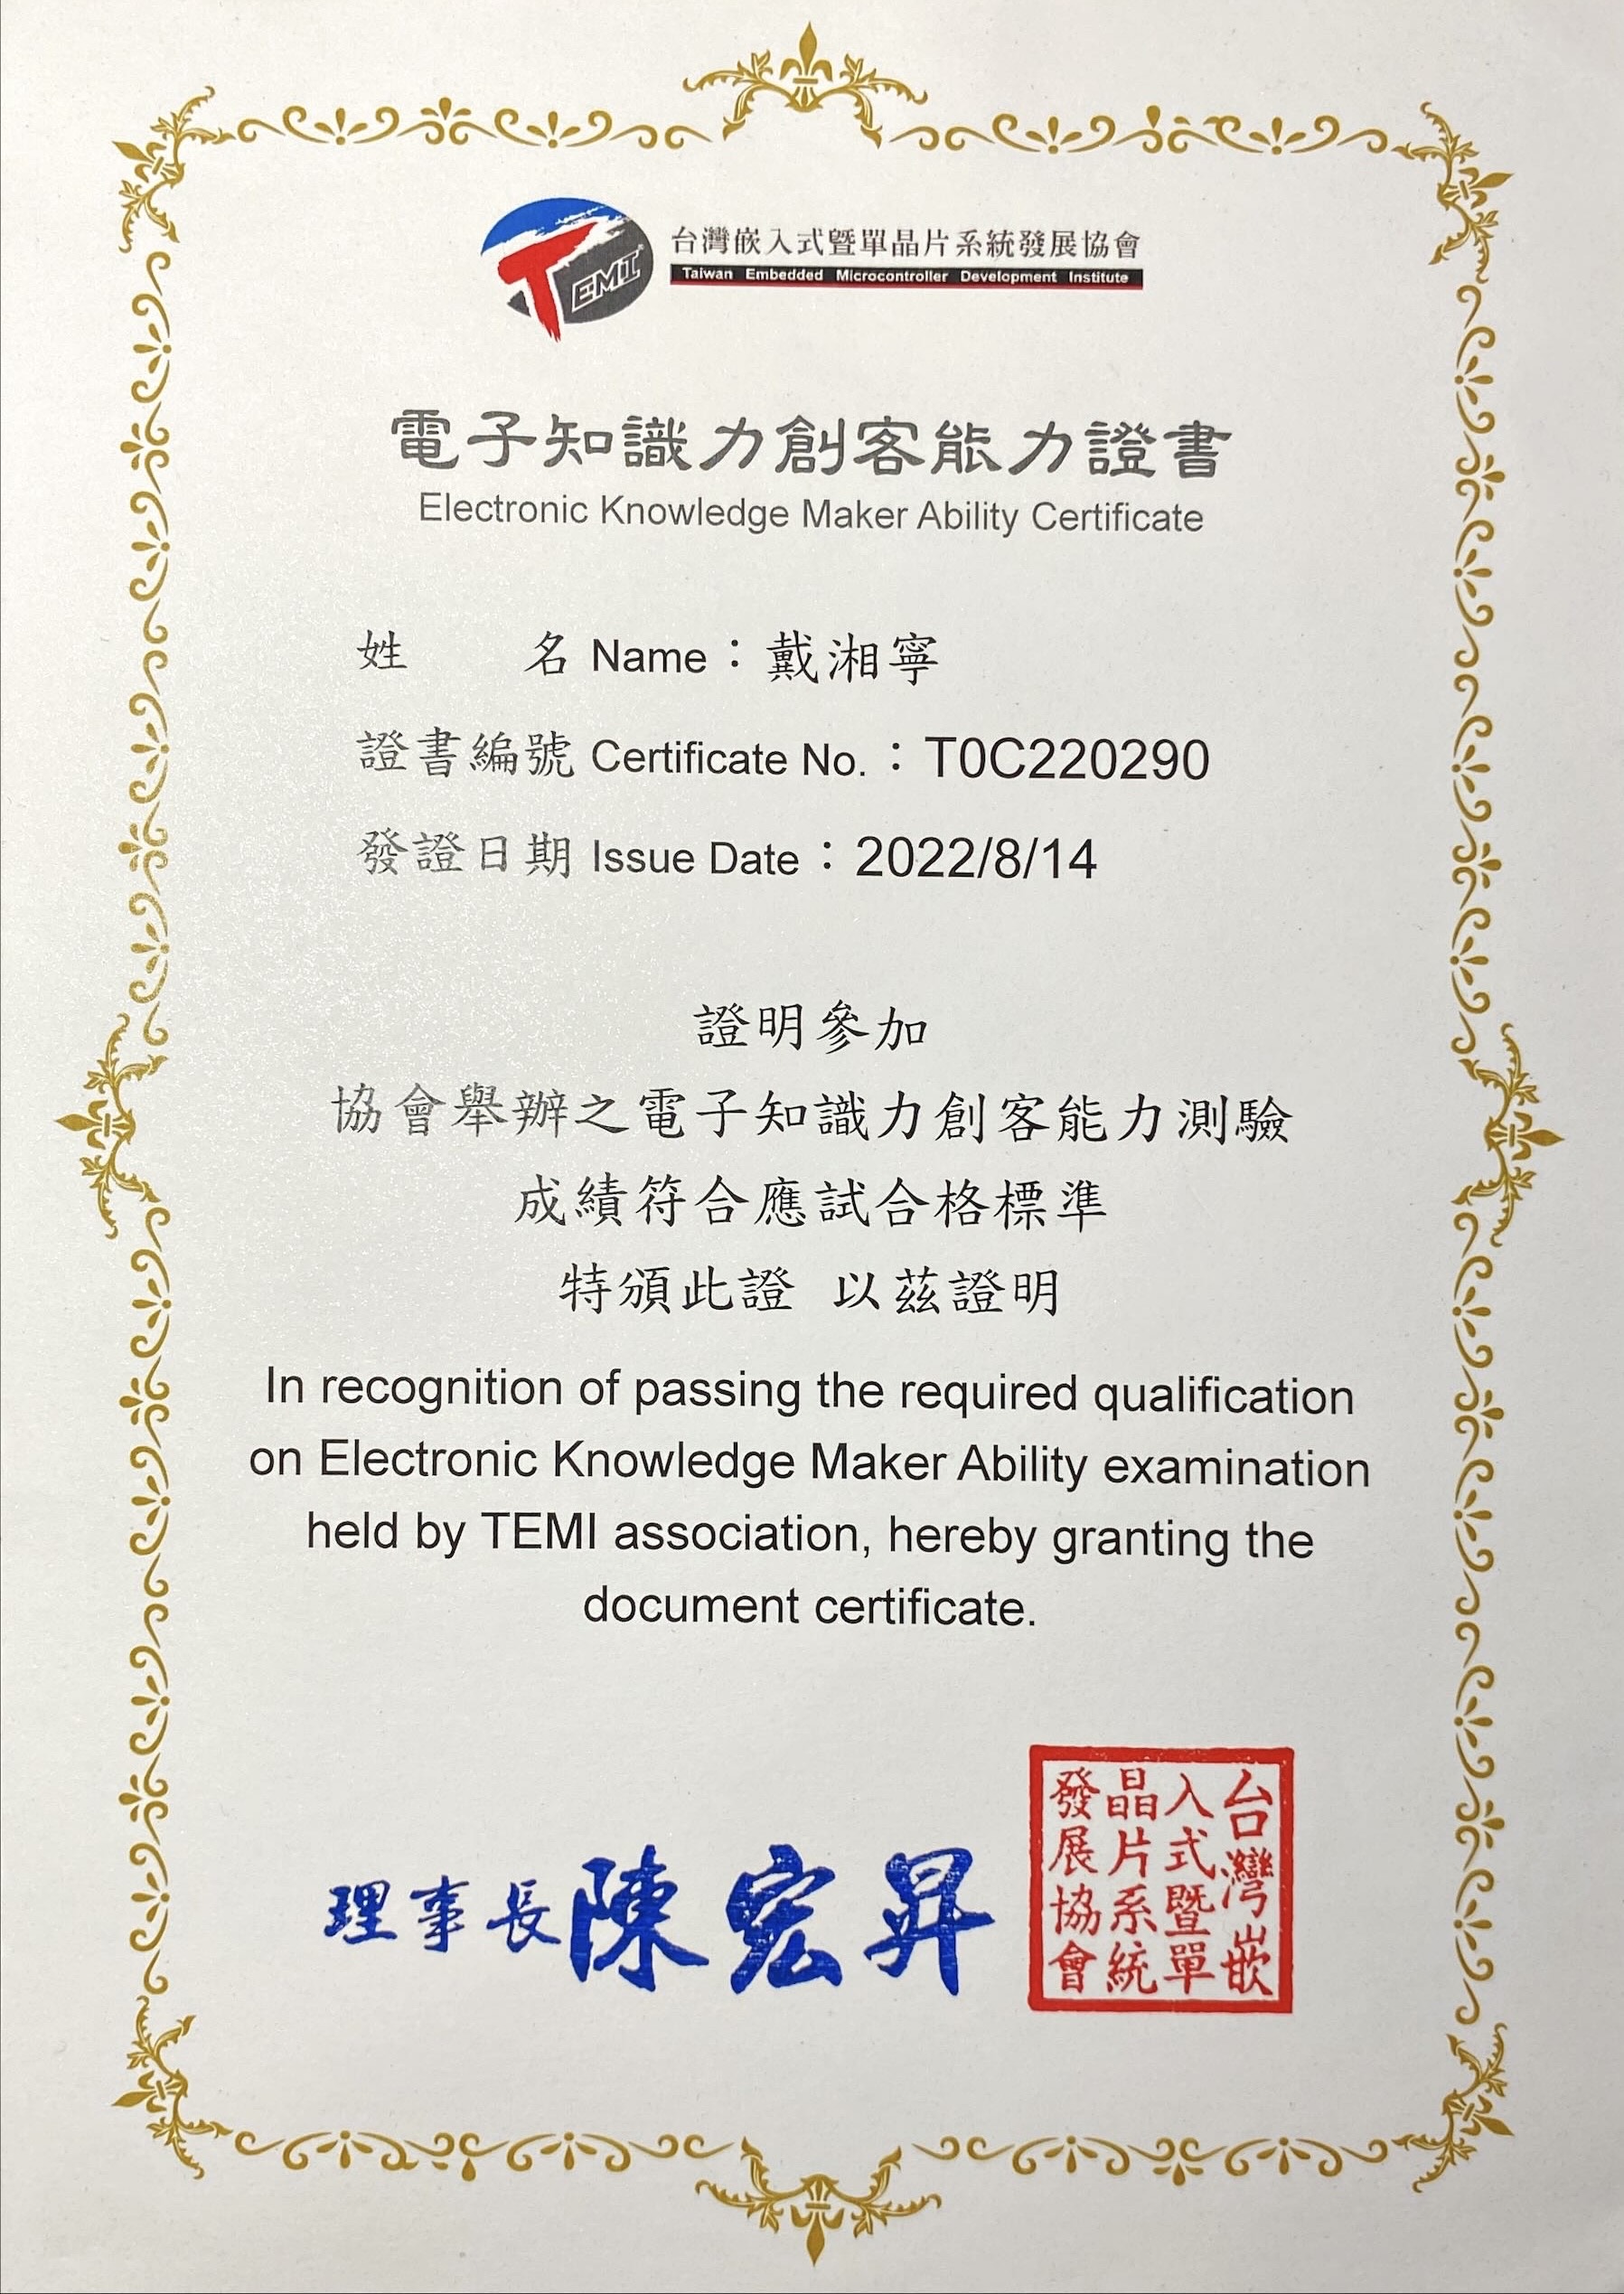 TEMI
台灣嵌入式暨單晶片系統發展協會
Taiwan Embedded Microcontroller Development Institute
電子知識力創客能力證書
Electronic Knowledge Maker Ability Certificate
姓 名 Name：戴湘寧
證書編號 Certificate No.：T0C220290
發證日期 Issue Date：2022/8/14
證明參加
協會舉辦之電子知識力創客能力測驗
成績符合應試合格標準
特頒此證 以茲證明
In recognition of passing the required qualification
on Electronic Knowledge Maker Ability examination
held by TEMI association, hereby granting the
document certificate.
理事長陳宏昇
台灣嵌
入式暨單
晶片系統
發展協會